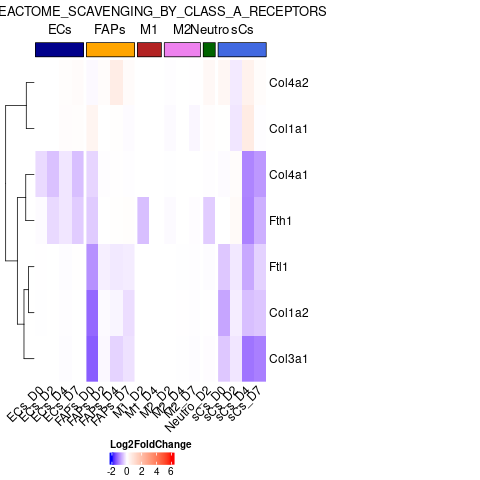 EACTOME_SCAVENGING_BY_CLASS_A_RECEPTORS
ECs FAPs M1 M2 Neutro sCs
Col4a2
Col1a1
Col4a1
Fth1
Ftl1
Col1a2
Col3a1
ECs_D0 ECs_D2 ECs_D4 ECs_D7 FAPs_D0 FAPs_D2 FAPs_D4 FAPs_D7 M1_D2 M1_D4 M2_D2 M2_D4 M2_D7 Neutro_D2 sCs_D0 sCs_D2 sCs_D4 sCs_D7
Log2FoldChange
-2 0 2 4 6